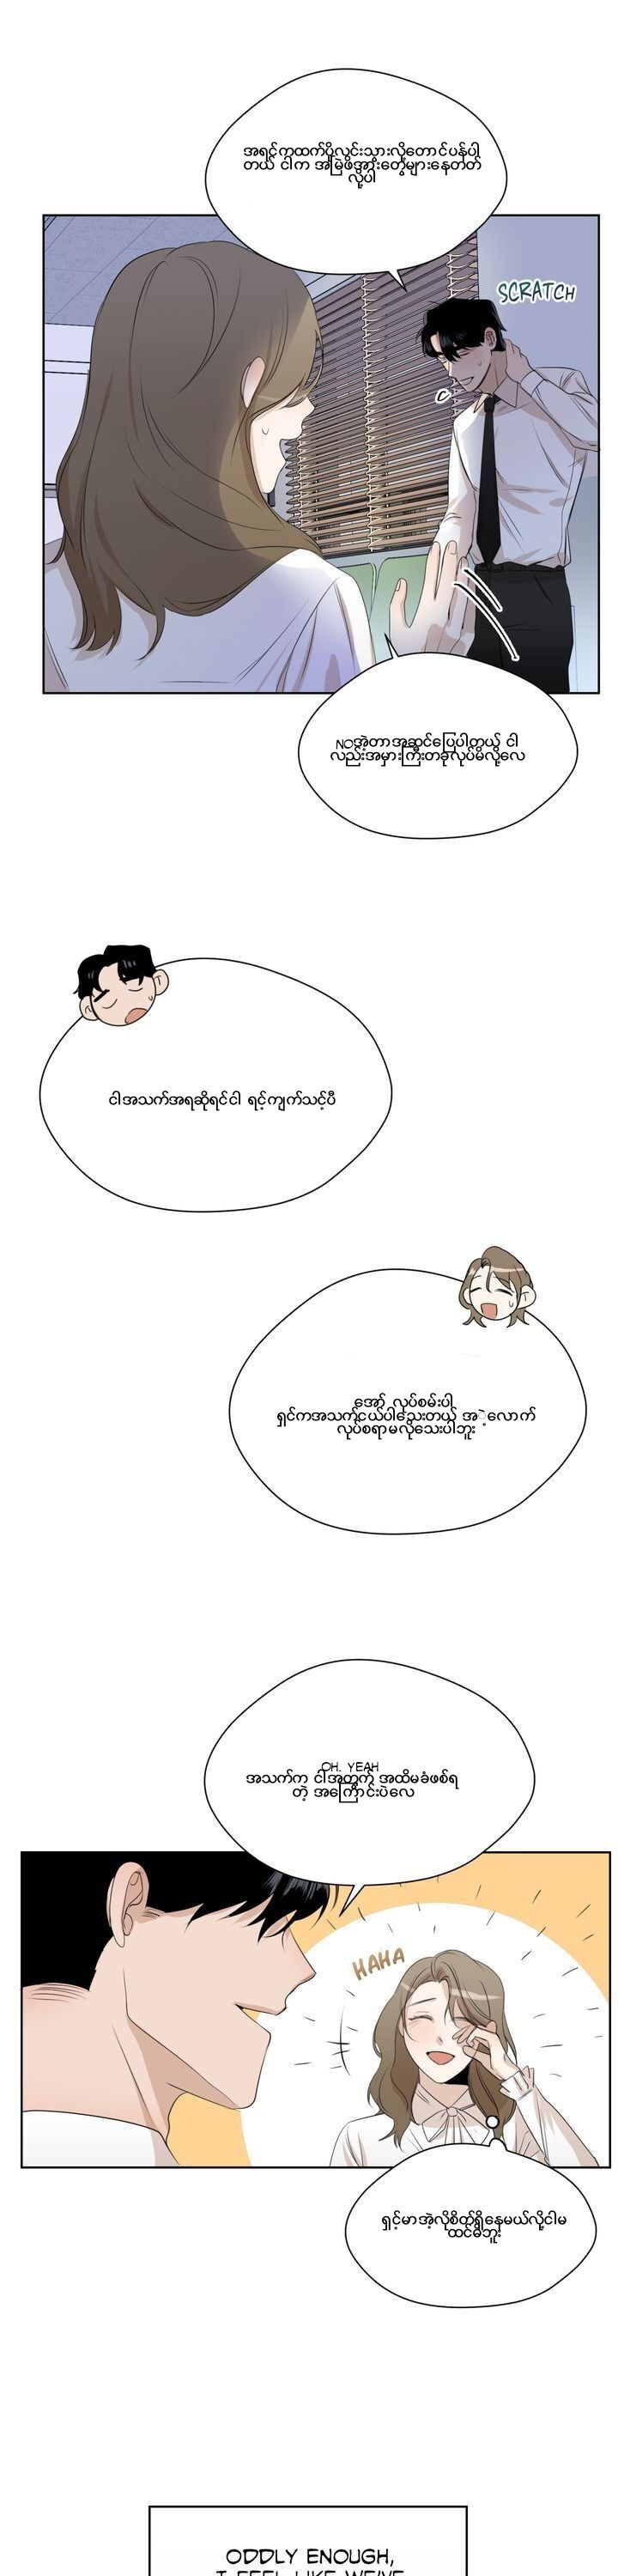 အရင်ကထက်ပိုလွင်းသွားလို့တောင်ပန်ပါ
တယ် ငါက အမြဲဖိအားတွေများနေတတ်
လို့ပါ
SCRATCH
NOအဲ့တာအဆင်ပြေပါတယ် ငါ
လည်းအမှားကြီးတခုလုပ်မိလို့လေ
ငါအသက်အရဆိုရင်ငါ ရင့်ကျက်သင့်ပီ
အော် လုပ်စမ်းပါ
ရှင်ကအသက်ငယ်ပါသေးတယ် အဲ့လောက်
လုပ်စရာမလိုသေးပါဘူး
OH. YEAH
အသက်က ငါအတွက် အထိမခံဖစ်ရ
တဲ့ အကြောင်းပဲလေ
HAHA
ရှင့်မာအဲ့လိုစိတ်ရှိနေမယ်လို့ငါမ
ထင်မိဘူး
ODDLY ENOUGH,
I FEEL LIKE WE'VE